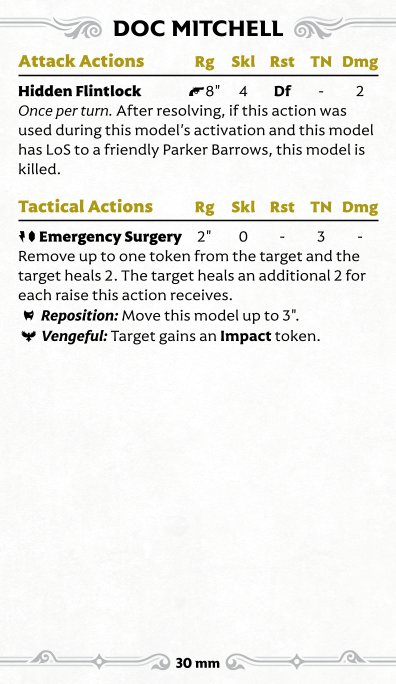 DOC MITCHELL
Attack Actions Rg Skl Rst TN Dmg
Hidden Flintlock 8" 4 Df - 2
Once per turn. After resolving, if this action was
used during this model's activation and this model
has LoS to a friendly Parker Barrows, this model is
killed.
Tactical Actions Rg Skl Rst TN Dmg
Emergency Surgery 2" 0 - 3 -
Remove up to one token from the target and the
target heals 2. The target heals an additional 2 for
each raise this action receives.
Reposition: Move this model up to 3".
Vengeful: Target gains an Impact token.
30 mm